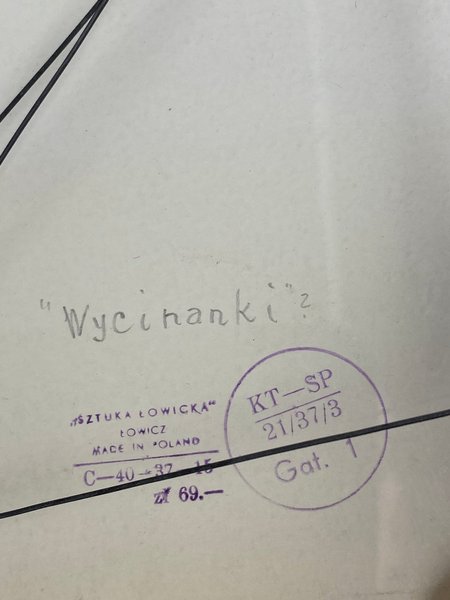 "Wycinanki"?
„SZTUKA ŁOWICKA"
ŁOWICZ
MADE IN POLAND
C—40—37—15
zł 69.—
KT—SP
21/37/3
Gat. 1